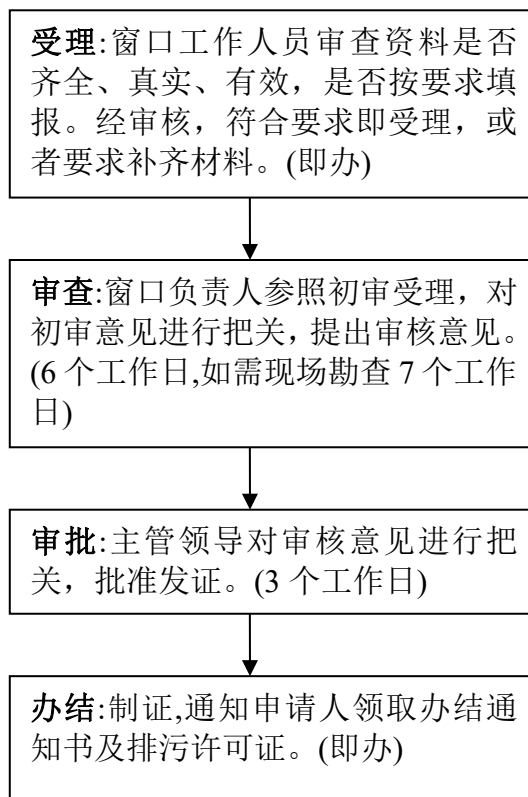 受理:窗口工作人员审查资料是否
齐全、真实、有效，是否按要求填
报。经审核，符合要求即受理，或
者要求补齐材料。(即办)
审查:窗口负责人参照初审受理，对
初审意见进行把关，提出审核意见。
(6 个工作日,如需现场勘查 7 个工作
日)
审批:主管领导对审核意见进行把
关，批准发证。(3 个工作日)
办结:制证,通知申请人领取办结通
知书及排污许可证。(即办)